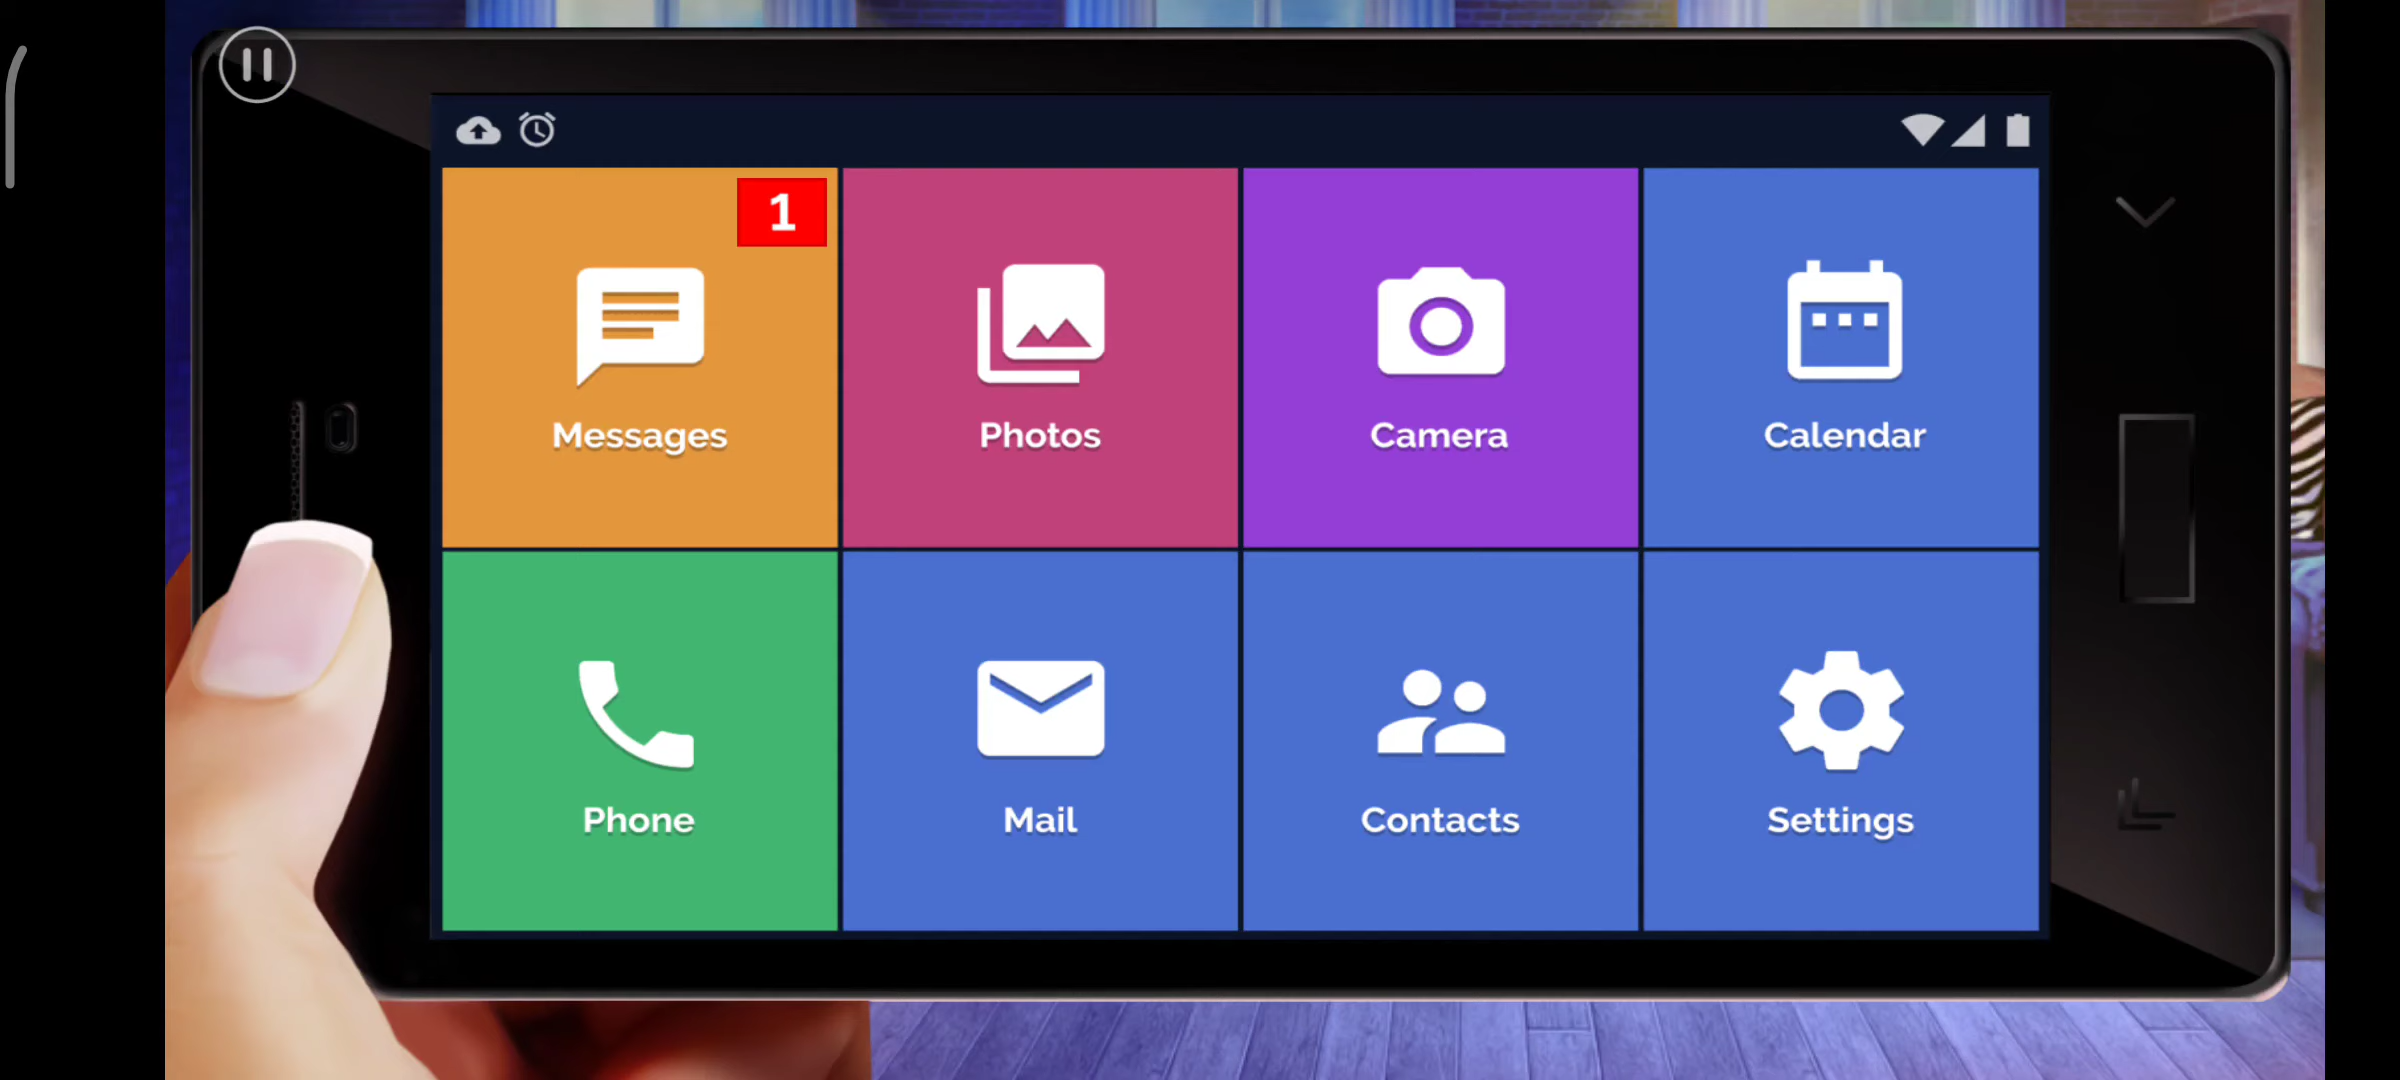 1
Messages
Photos
Camera
Calendar
Phone
Mail
Contacts
Settings